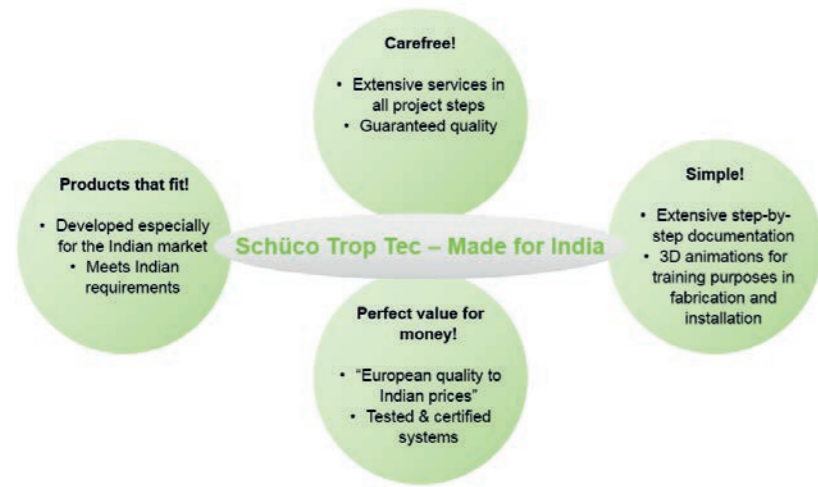 Carefree!
• Extensive services in
all project steps
• Guaranteed quality
Products that fit!
• Developed especially
for the Indian market
• Meets Indian
requirements
Schüco Trop Tec – Made for India
Simple!
• Extensive step-by-
step documentation
• 3D animations for
training purposes in
fabrication and
installation
Perfect value for
money!
• “European quality to
Indian prices”
• Tested & certified
systems